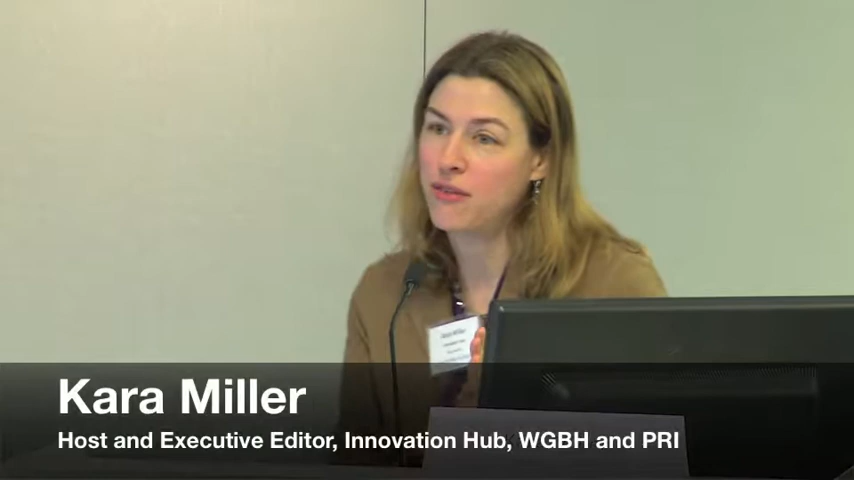 Kara Miller
Host and Executive Editor, Innovation Hub, WGBH and PRI